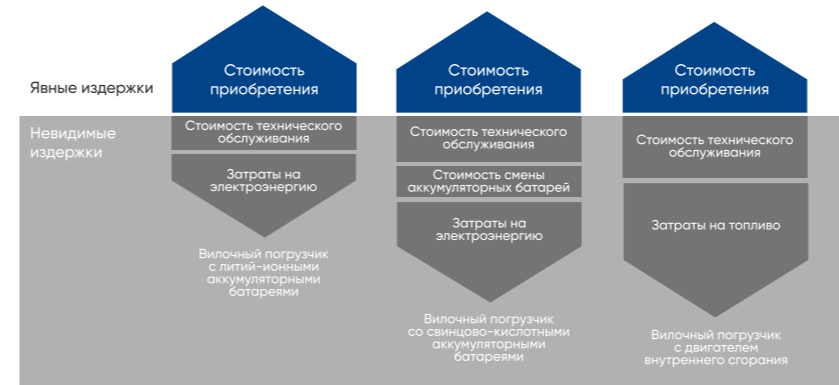 Явные издержки
Стоимость
приобретения
Стоимость
приобретения
Стоимость
приобретения
Невидимые
издержки
Стоимость технического
обслуживания
Затраты на
электроэнергию
Вилочный погрузчик
с литий-ионными
аккумуляторными
батареями
Стоимость технического
обслуживания
Стоимость смены
аккумуляторных батарей
Затраты на
электроэнергию
Вилочный погрузчик
со свинцово-кислотными
аккумуляторными
батареями
Стоимость технического
обслуживания
Затраты на топливо
Вилочный погрузчик
с двигателем
внутреннего сгорания